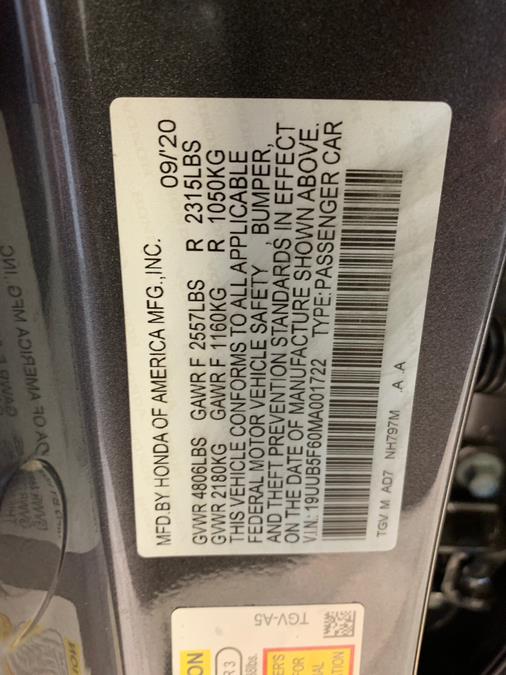 MFD.BY HONDA OF AMERICA MFG.,INC. 09/'20
GVWR 4806LBS GAWR F 2557LBS R 2315LBS
GVWR 2180KG GAWR F 1160KG R 1050KG
THIS VEHICLE CONFORMS TO ALL APPLICABLE
FEDERAL MOTOR VEHICLE SAFETY BUMPER,
AND THEFT PREVENTION STANDARDS IN EFFECT
ON THE DATE OF MANUFACTURE SHOWN ABOVE.
V.I.N.:19UUB5F60MA001722 TYPE:PASSENGER CAR
TGV M AD7 NH797M .A .A
TGV-A5